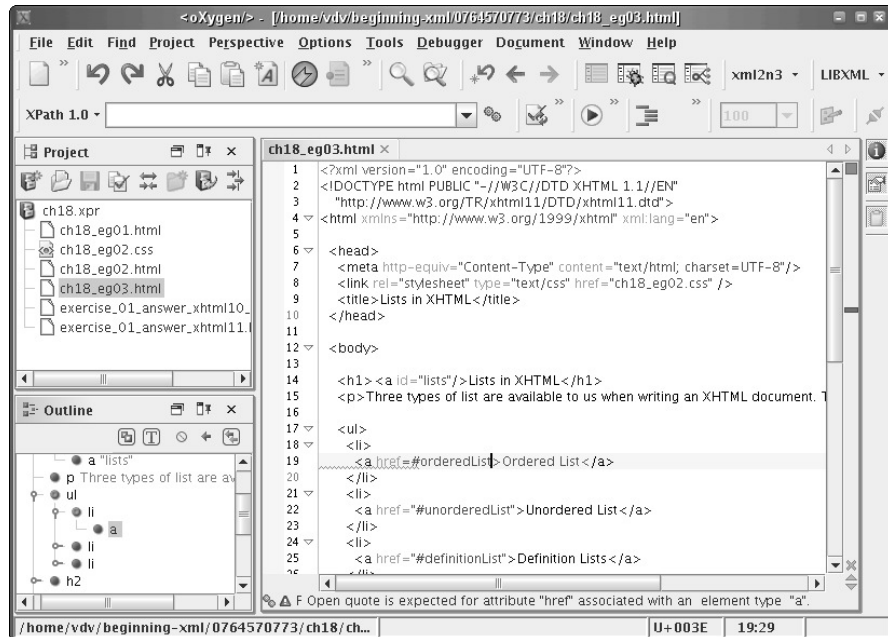 <oXygen/> - [/home/vdv/beginning-xml/0764570773/ch18/ch18_eg03.html]
File Edit Find Project Perspective Options Tools Debugger Document Window Help
xml2n3 LIBXML
XPath 1.0 100
Project
ch18.xpr
ch18_eg01.html
ch18_eg02.css
ch18_eg02.html
ch18_eg03.html
exercise_01_answer_xhtml10_
exercise_01_answer_xhtml11.
Outline
a "lists"
p Three types of list are av
ul
li
a
li
li
h2
ch18_eg03.html
1 <?xml version="1.0" encoding="UTF-8"?>
2 <!DOCTYPE html PUBLIC "-//W3C//DTD XHTML 1.1//EN"
3 "http://www.w3.org/TR/xhtml11/DTD/xhtml11.dtd">
4 <html xmlns="http://www.w3.org/1999/xhtml" xml:lang="en">
5
6 <head>
7 <meta http-equiv="Content-Type" content="text/html; charset=UTF-8"/>
8 <link rel="stylesheet" type="text/css" href="ch18_eg02.css" />
9 <title>Lists in XHTML</title>
10 </head>
11
12 <body>
13
14 <h1><a id="lists"/>Lists in XHTML</h1>
15 <p>Three types of list are available to us when writing an XHTML document. T
16
17 <ul>
18 <li>
19 <a href=#orderedList>Ordered List</a>
20 </li>
21 <li>
22 <a href="#unorderedList">Unordered List</a>
23 </li>
24 <li>
25 <a href="#definitionList">Definition Lists</a>
26 </li>
F Open quote is expected for attribute "href" associated with an element type "a".
/home/vdv/beginning-xml/0764570773/ch18/ch... U+003E 19:29